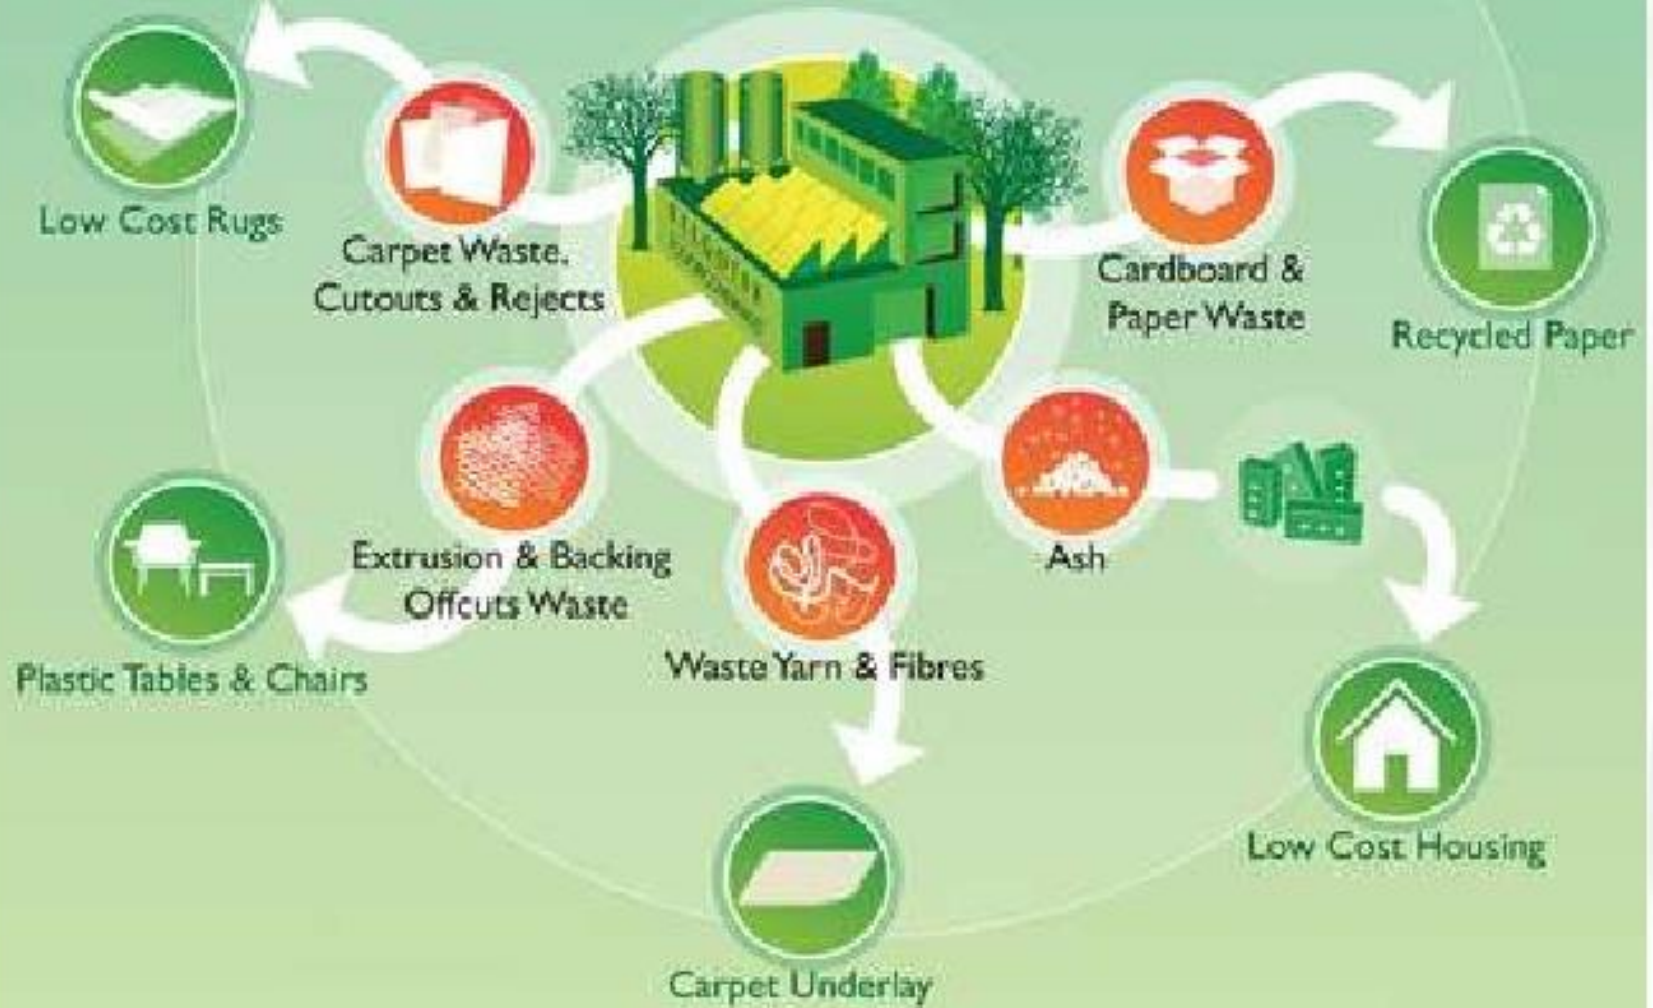 Low Cost Rugs
Carpet Waste,
Cutouts & Rejects
Cardboard &
Paper Waste
Recycled Paper
Extrusion & Backing
Offcuts Waste
Ash
Plastic Tables & Chairs
Waste Yarn & Fibres
Low Cost Housing
Carpet Underlay